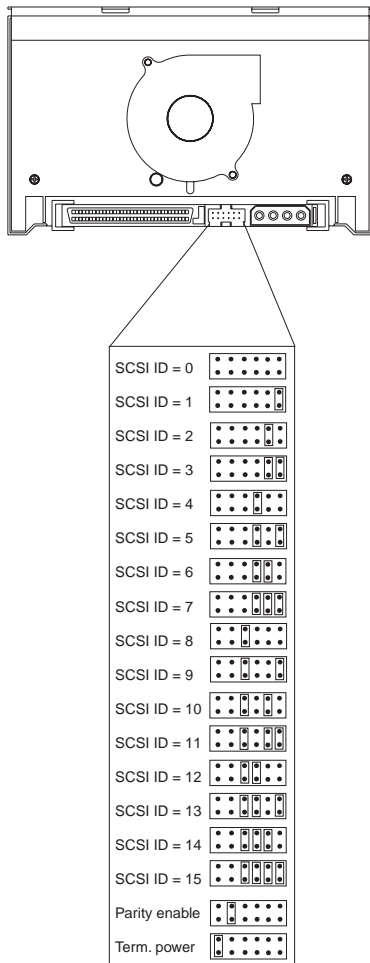 SCSI ID = 0
SCSI ID = 1
SCSI ID = 2
SCSI ID = 3
SCSI ID = 4
SCSI ID = 5
SCSI ID = 6
SCSI ID = 7
SCSI ID = 8
SCSI ID = 9
SCSI ID = 10
SCSI ID = 11
SCSI ID = 12
SCSI ID = 13
SCSI ID = 14
SCSI ID = 15
Parity enable
Term. power